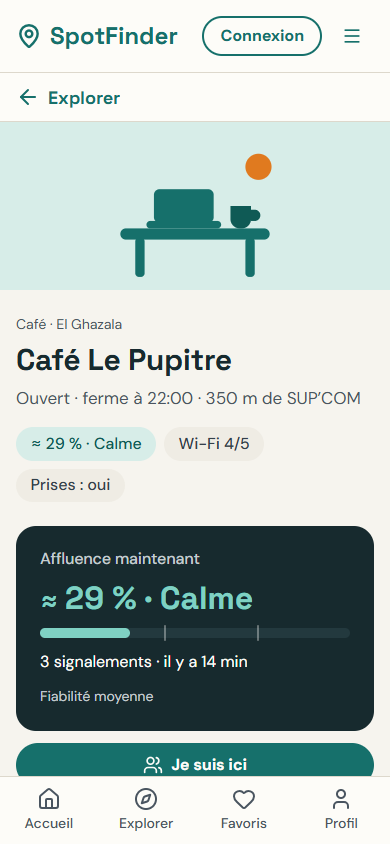 SpotFinder
Connexion
Explorer
Café · El Ghazala
Café Le Pupitre
Ouvert · ferme à 22:00 · 350 m de SUP’COM
≈ 29 % · Calme
Wi-Fi 4/5
Prises : oui
Affluence maintenant
≈ 29 % · Calme
3 signalements · il y a 14 min
Fiabilité moyenne
Je suis ici
Accueil
Explorer
Favoris
Profil